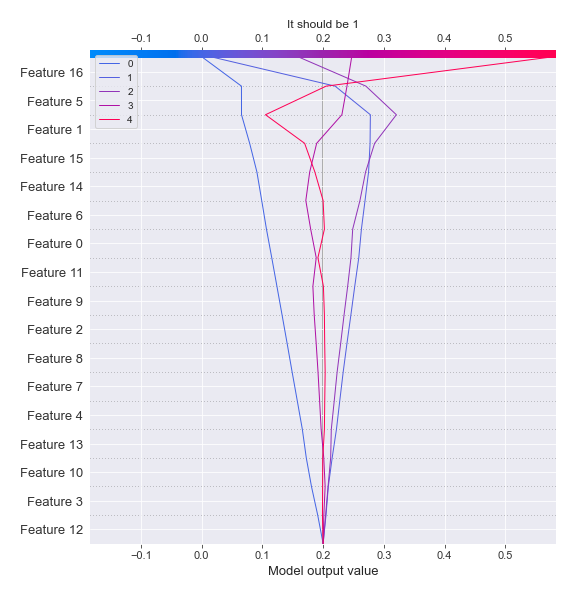 It should be 1
−0.1 0.0 0.1 0.2 0.3 0.4 0.5
0
1
2
3
4
Feature 16
Feature 5
Feature 1
Feature 15
Feature 14
Feature 6
Feature 0
Feature 11
Feature 9
Feature 2
Feature 8
Feature 7
Feature 4
Feature 13
Feature 10
Feature 3
Feature 12
−0.1 0.0 0.1 0.2 0.3 0.4 0.5
Model output value